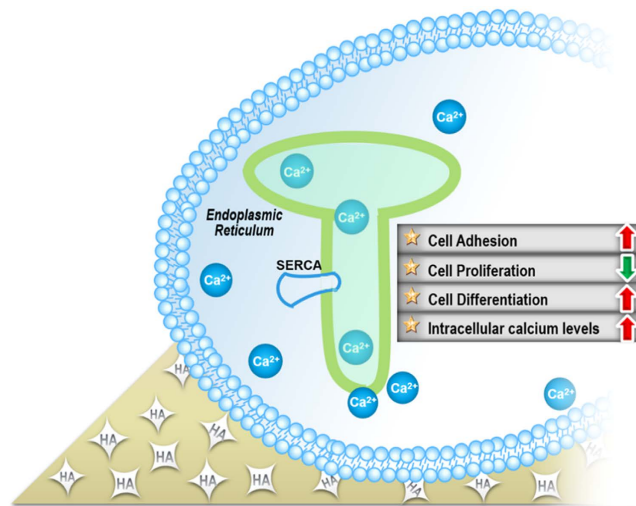 Ca²⁺
Ca²⁺
Ca²⁺
Endoplasmic
Reticulum
SERCA
Ca²⁺
Cell Adhesion
Cell Proliferation
Cell Differentiation
Intracellular calcium levels
Ca²⁺
Ca²⁺
Ca²⁺
Ca²⁺
Ca²⁺
HA
HA
HA
HA
HA
HA
HA
HA
HA
HA
HA
HA
HA